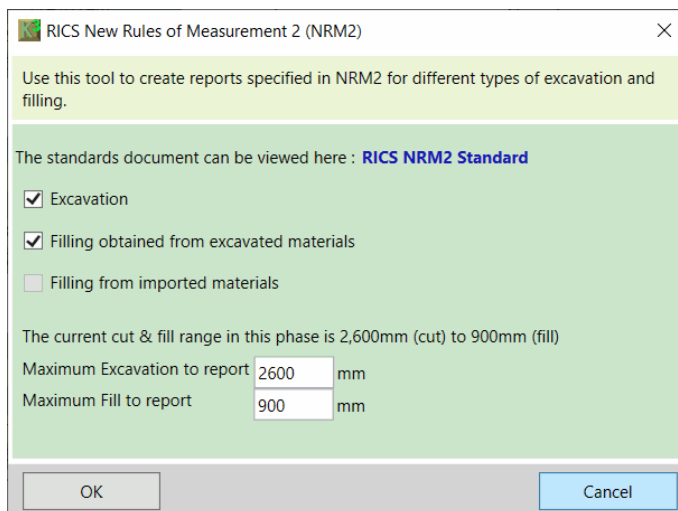 RICS New Rules of Measurement 2 (NRM2)
Use this tool to create reports specified in NRM2 for different types of excavation and
filling.
The standards document can be viewed here : RICS NRM2 Standard
Excavation
Filling obtained from excavated materials
Filling from imported materials
The current cut & fill range in this phase is 2,600mm (cut) to 900mm (fill)
Maximum Excavation to report 2600 mm
Maximum Fill to report 900 mm
OK Cancel